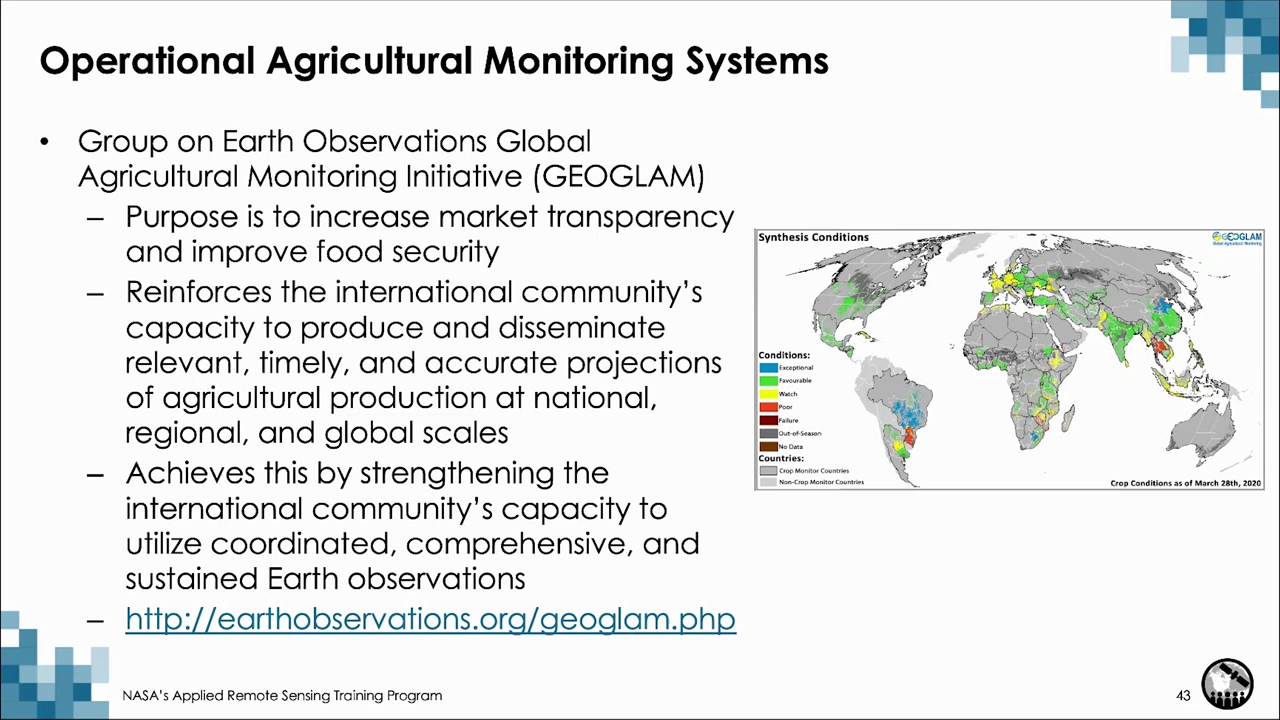 Operational Agricultural Monitoring Systems
• Group on Earth Observations Global
Agricultural Monitoring Initiative (GEOGLAM)
– Purpose is to increase market transparency
and improve food security
– Reinforces the international community’s
capacity to produce and disseminate
relevant, timely, and accurate projections
of agricultural production at national,
regional, and global scales
– Achieves this by strengthening the
international community’s capacity to
utilize coordinated, comprehensive, and
sustained Earth observations
– http://earthobservations.org/geoglam.php
Synthesis Conditions
GEOGLAM
Global Agricultural Monitoring
Conditions:
Exceptional
Favourable
Watch
Poor
Failure
Out-of-Season
No Data
Countries:
Crop Monitor Countries
Non-Crop Monitor Countries
Crop Conditions as of March 28th, 2020
NASA’s Applied Remote Sensing Training Program
43